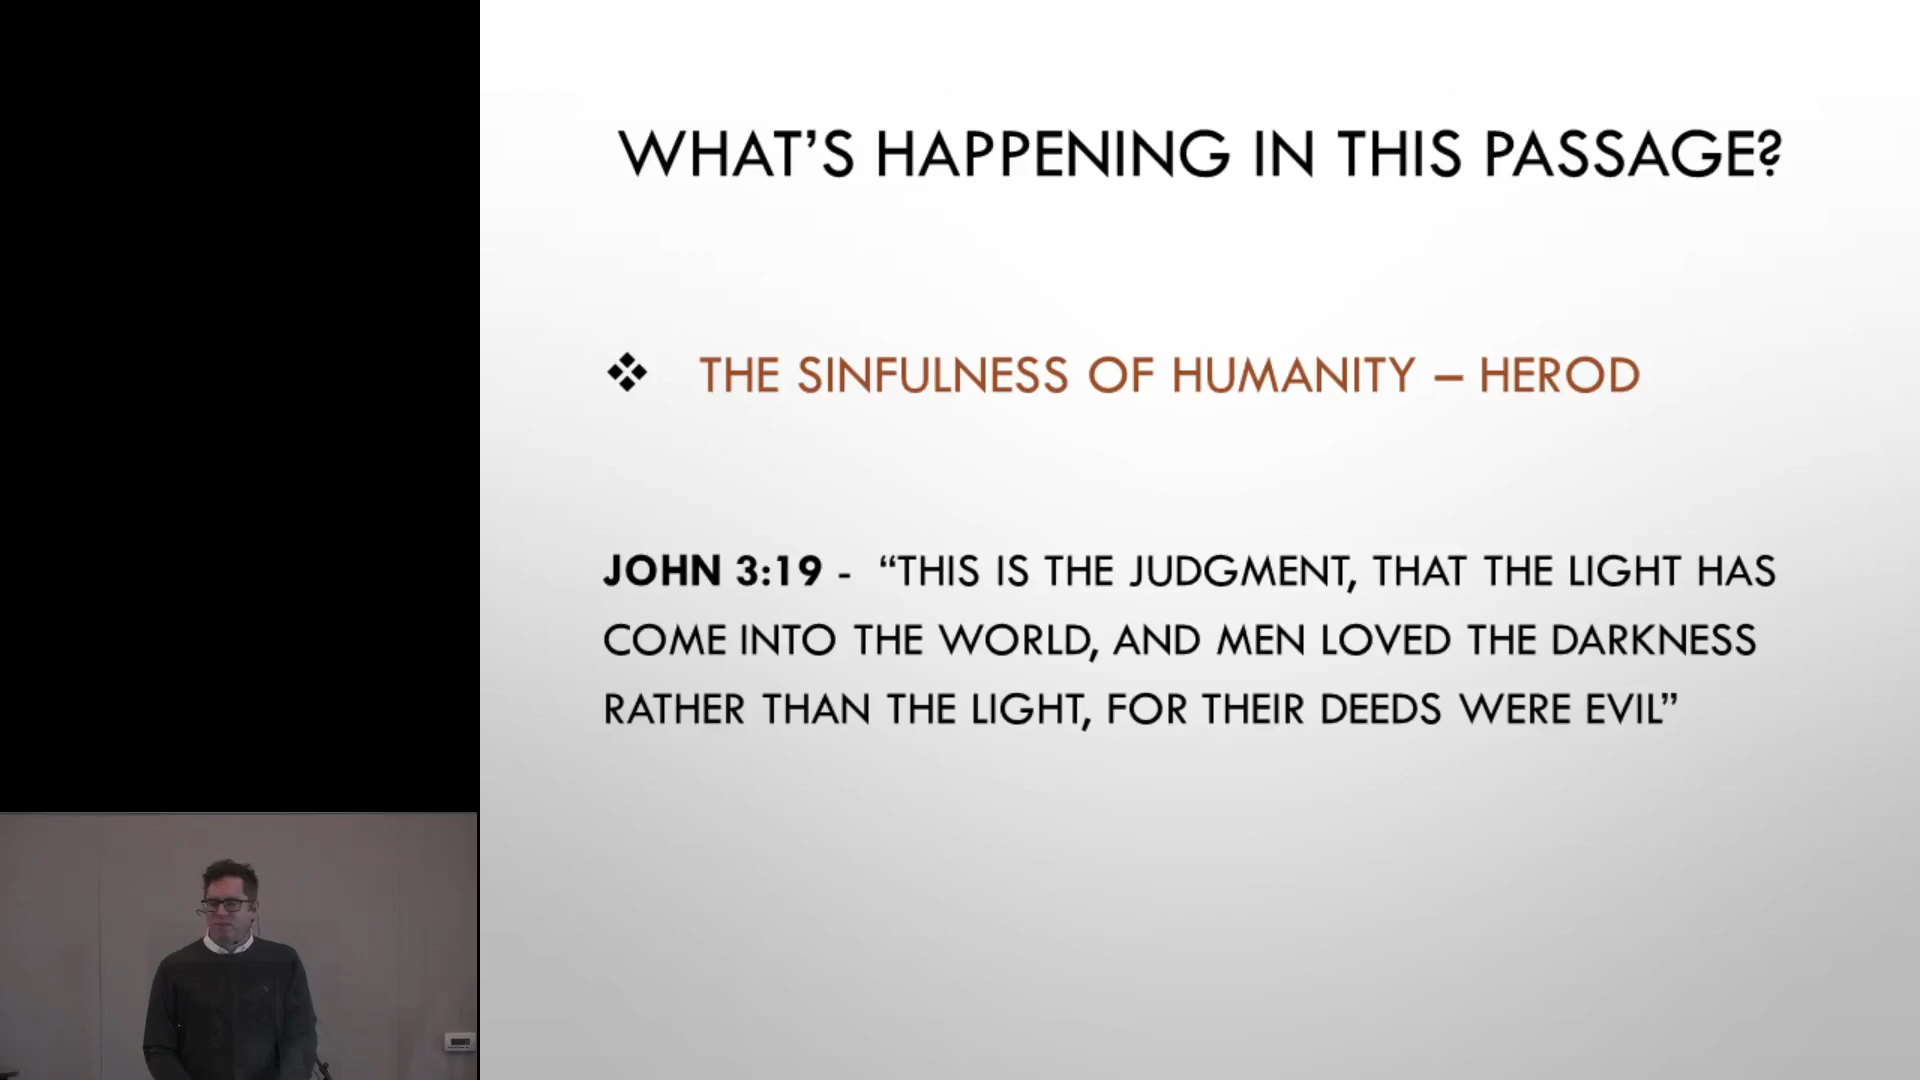 WHAT’S HAPPENING IN THIS PASSAGE?
❖ THE SINFULNESS OF HUMANITY – HEROD
JOHN 3:19 - “THIS IS THE JUDGMENT, THAT THE LIGHT HAS
COME INTO THE WORLD, AND MEN LOVED THE DARKNESS
RATHER THAN THE LIGHT, FOR THEIR DEEDS WERE EVIL”